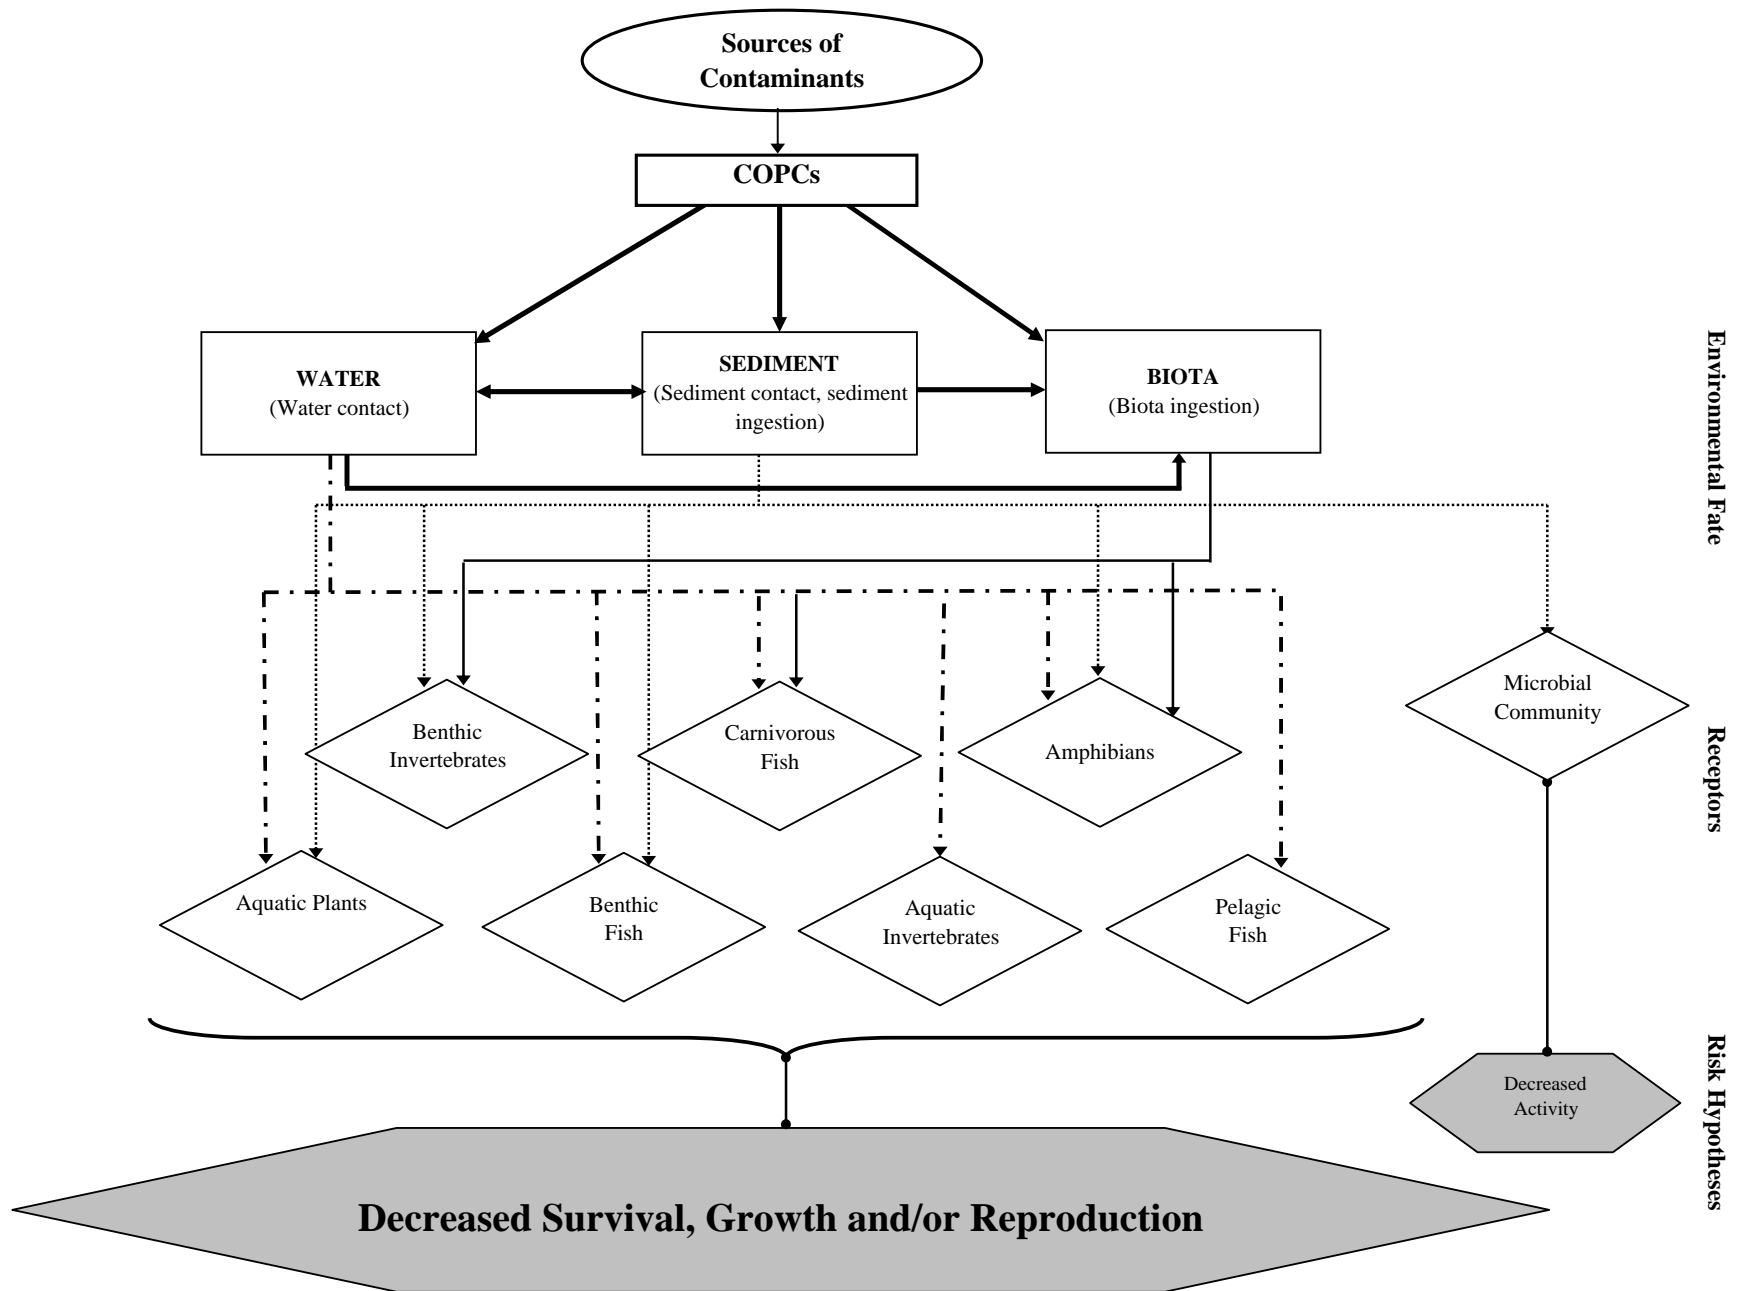 Sources of
Contaminants
COPCs
WATER
(Water contact)
SEDIMENT
(Sediment contact, sediment
ingestion)
BIOTA
(Biota ingestion)
Environmental Fate
Microbial
Community
Benthic
Invertebrates
Carnivorous
Fish
Amphibians
Receptors
Aquatic Plants
Benthic
Fish
Aquatic
Invertebrates
Pelagic
Fish
Decreased
Activity
Risk Hypotheses
Decreased Survival, Growth and/or Reproduction